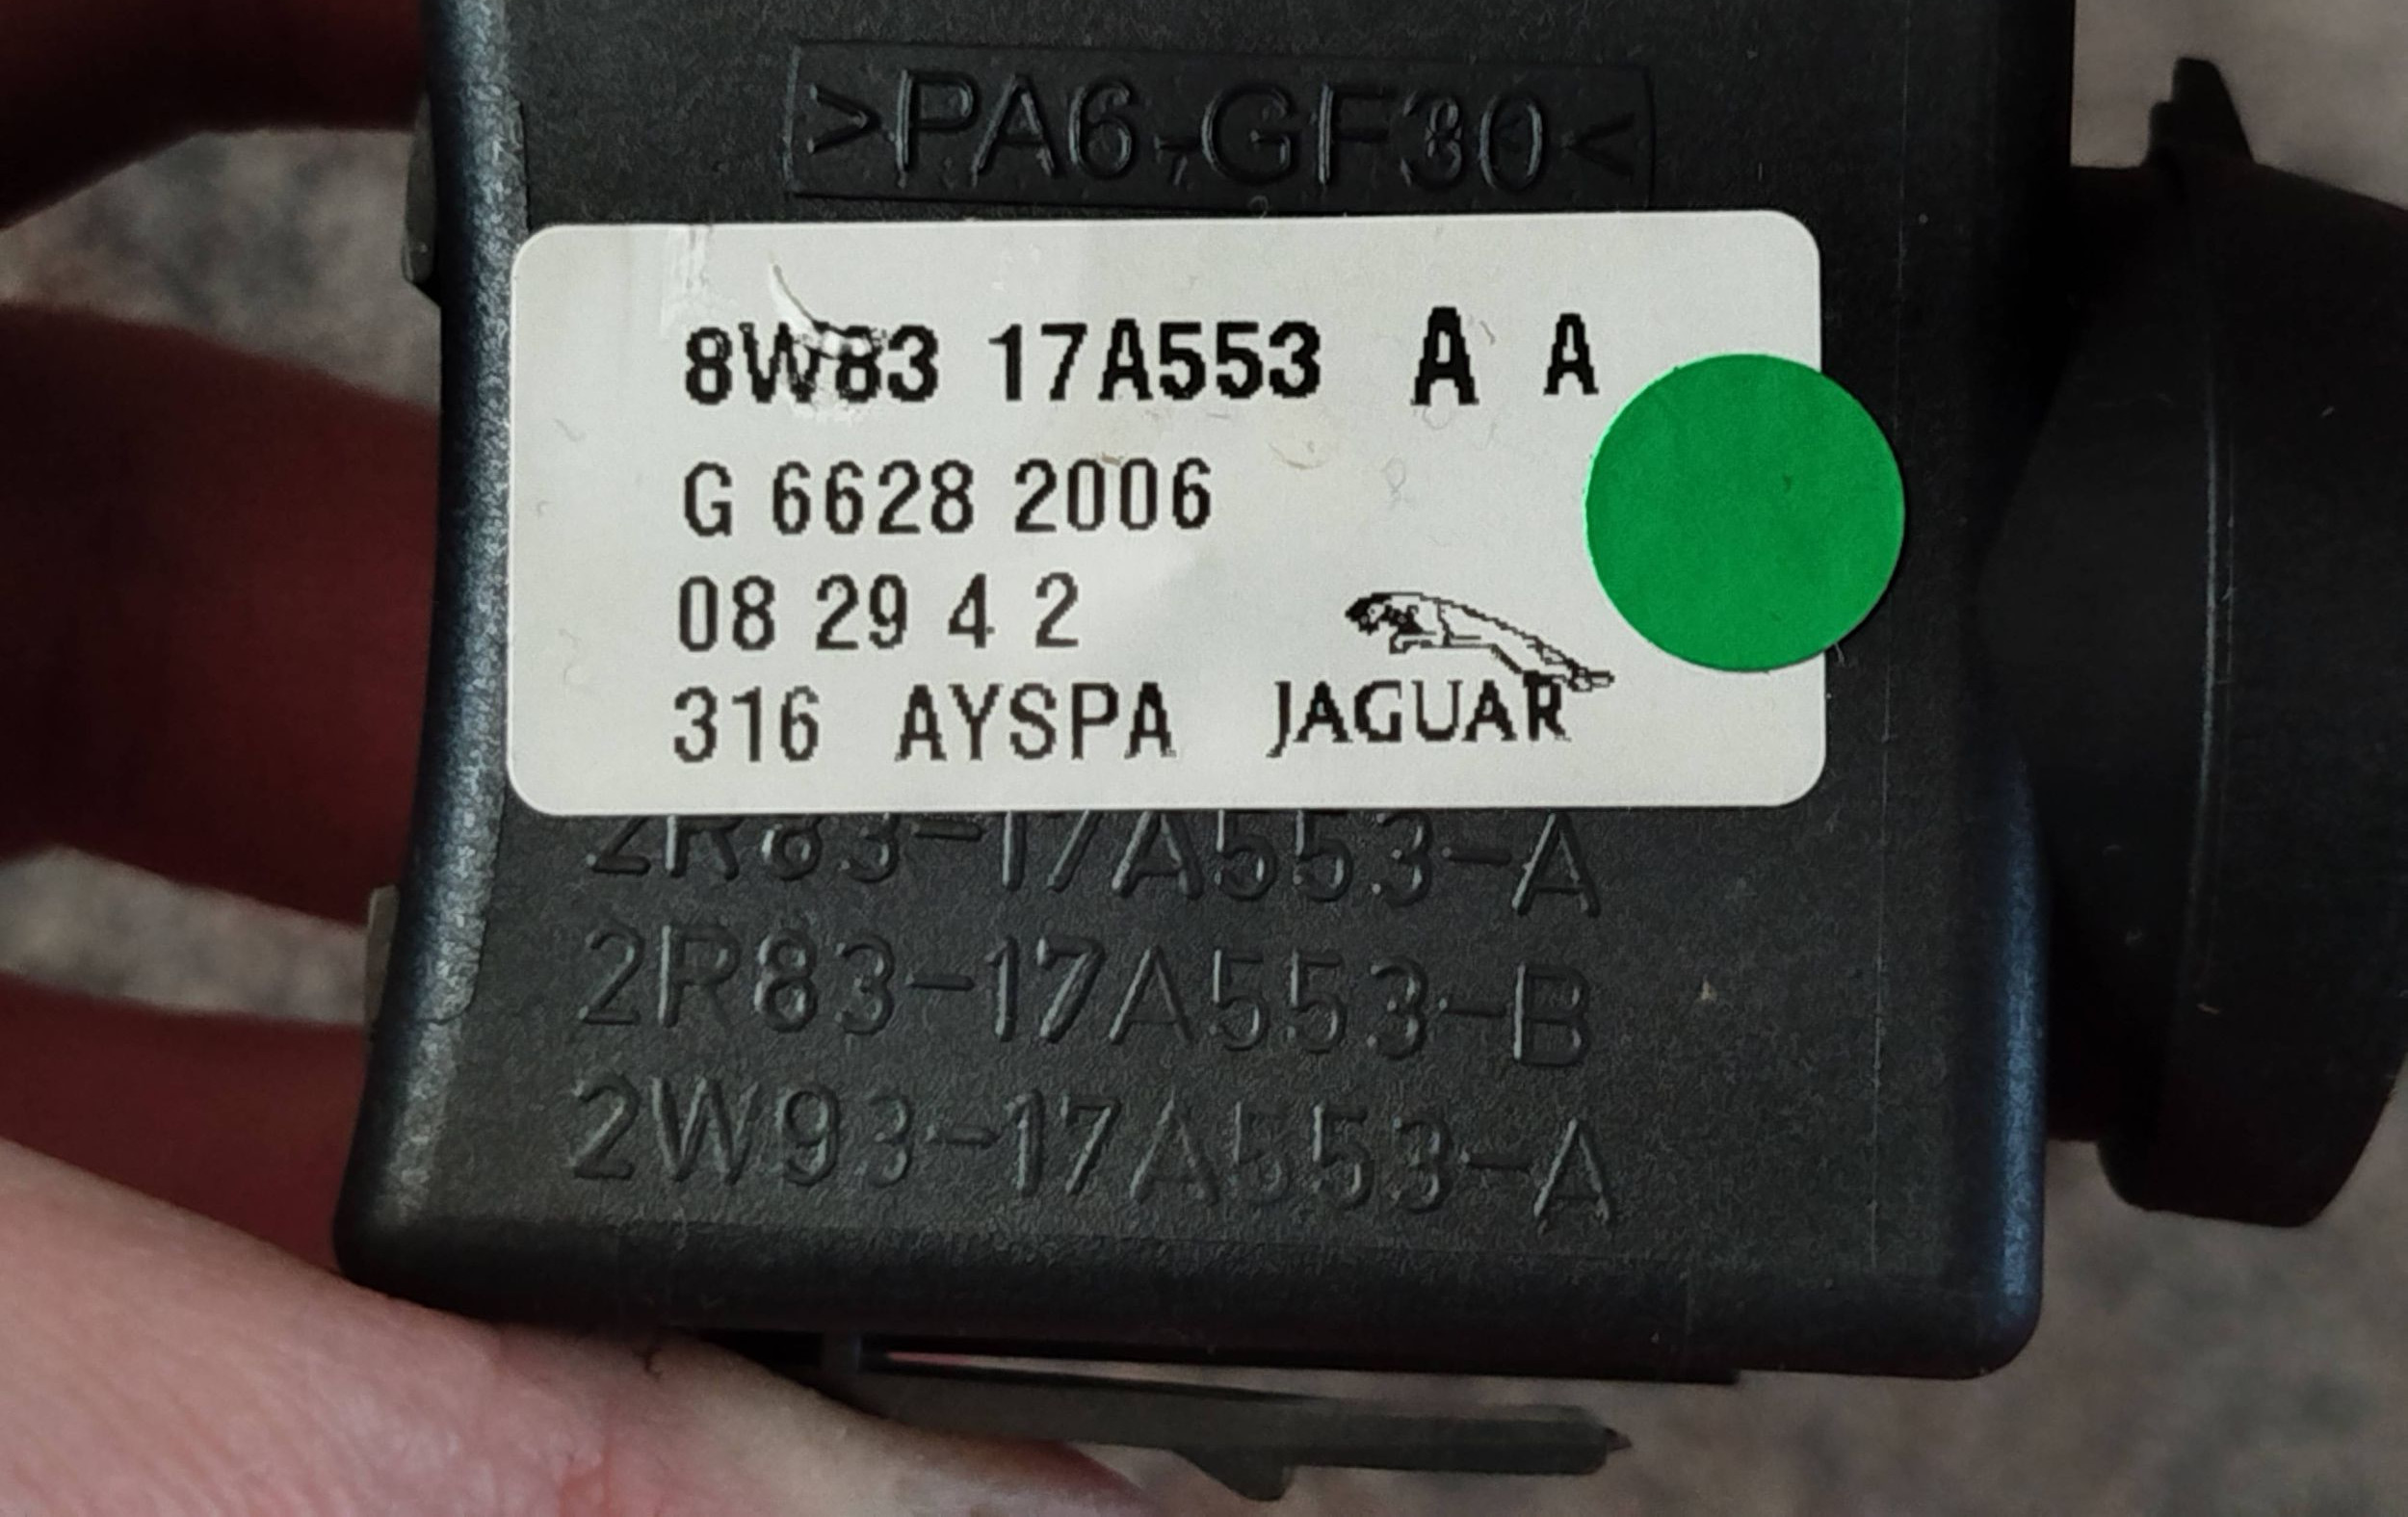 >PA6-GF30<
8W83 17A553 A A
G 6628 2006
08 29 4 2
316 AYSPA JAGUAR
2R83-17A553-A
2R83-17A553-B
2W93-17A553-A